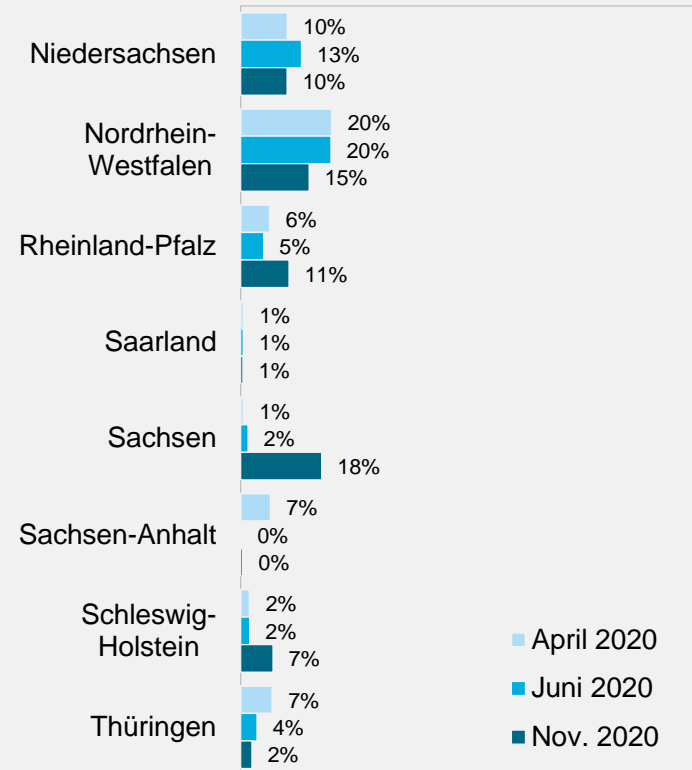 10%
Niedersachsen
13%
10%
20%
Nordrhein-
Westfalen
20%
15%
6%
Rheinland-Pfalz
5%
11%
1%
Saarland
1%
1%
1%
Sachsen
2%
18%
7%
Sachsen-Anhalt
0%
0%
2%
Schleswig-
Holstein
2%
7%
7%
Thüringen
4%
2%
April 2020
Juni 2020
Nov. 2020